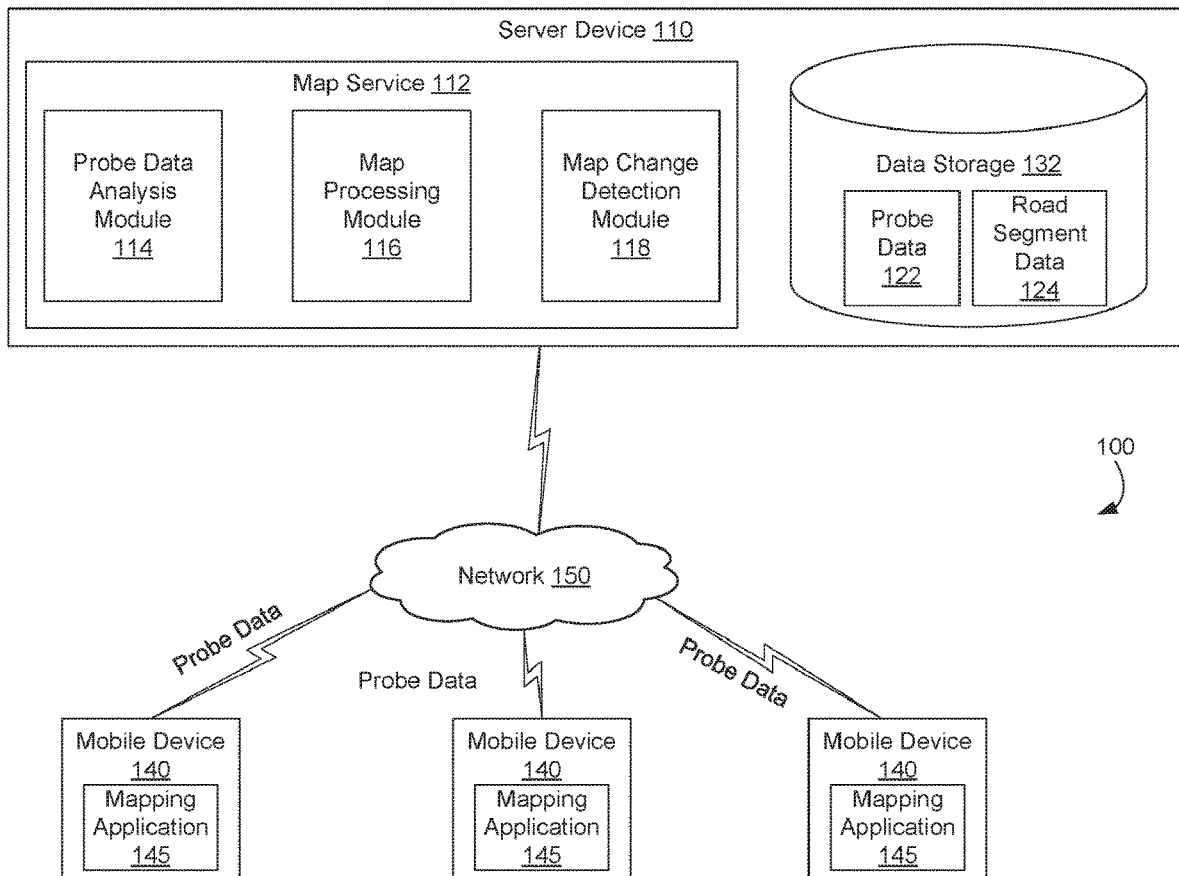 Server Device 110
Map Service 112
Probe Data
Analysis
Module
114
Map
Processing
Module
116
Map Change
Detection
Module
118
Data Storage 132
Probe
Data
122
Road
Segment
Data
124
100
Network 150
Probe Data
Probe Data
Probe Data
Mobile Device
140
Mapping
Application
145
Mobile Device
140
Mapping
Application
145
Mobile Device
140
Mapping
Application
145